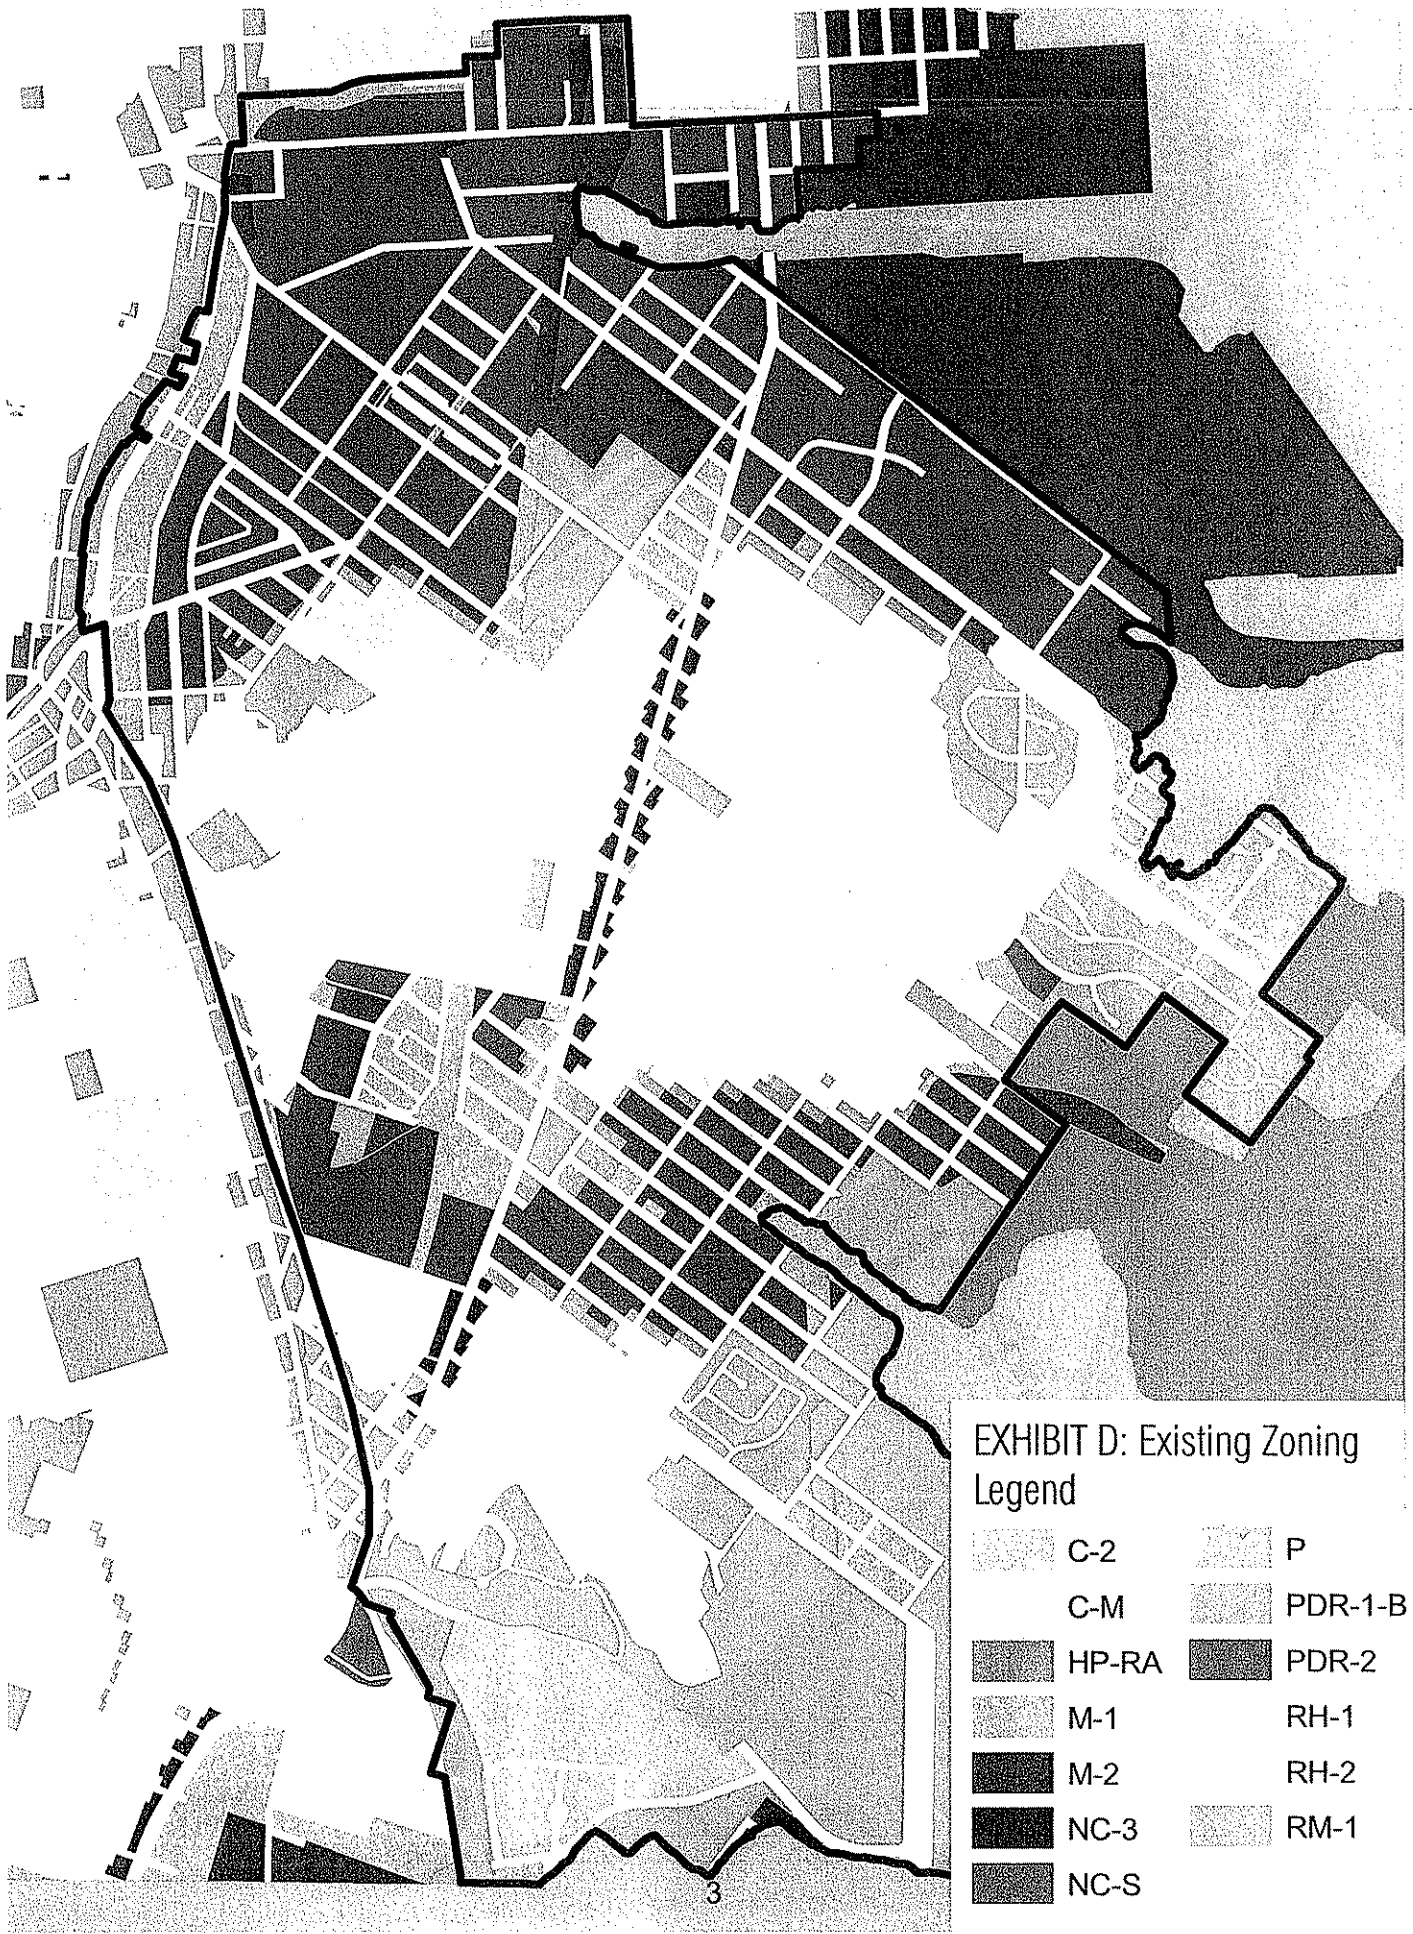 EXHIBIT D: Existing Zoning
Legend
C-2
C-M
HP-RA
M-1
M-2
NC-3
NC-S
P
PDR-1-B
PDR-2
RH-1
RH-2
RM-1
3